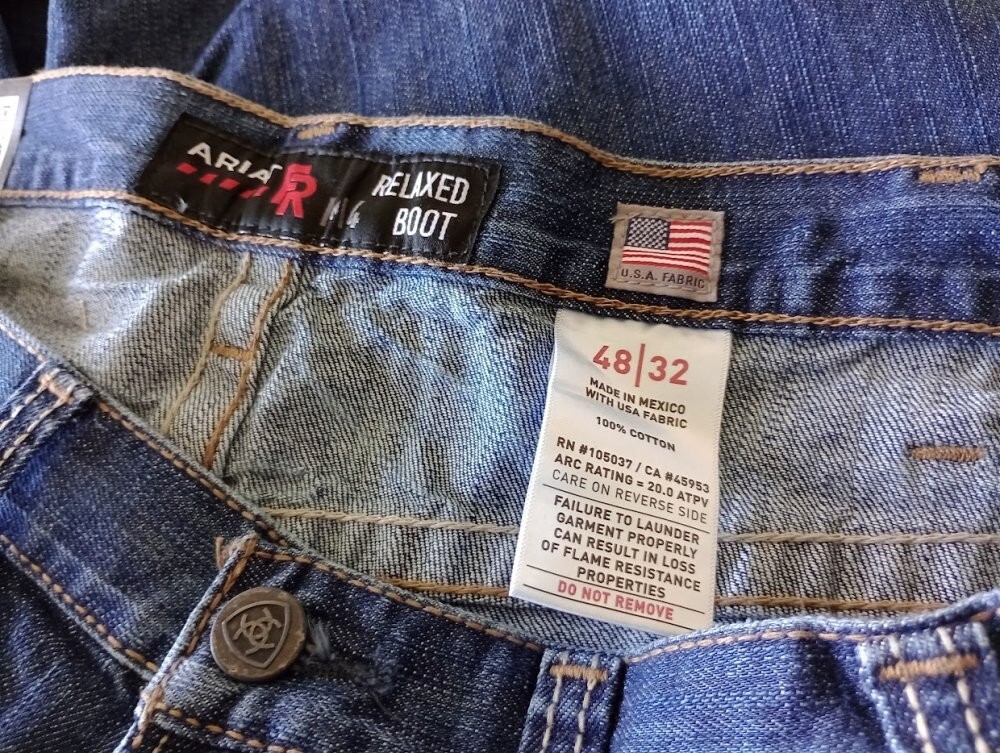 ARIAT FR
M4
RELAXED
BOOT
U.S.A. FABRIC
48|32
MADE IN MEXICO
WITH USA FABRIC
100% COTTON
RN #105037 / CA #45953
ARC RATING = 20.0 ATPV
CARE ON REVERSE SIDE
FAILURE TO LAUNDER
GARMENT PROPERLY
CAN RESULT IN LOSS
OF FLAME RESISTANCE
PROPERTIES
DO NOT REMOVE